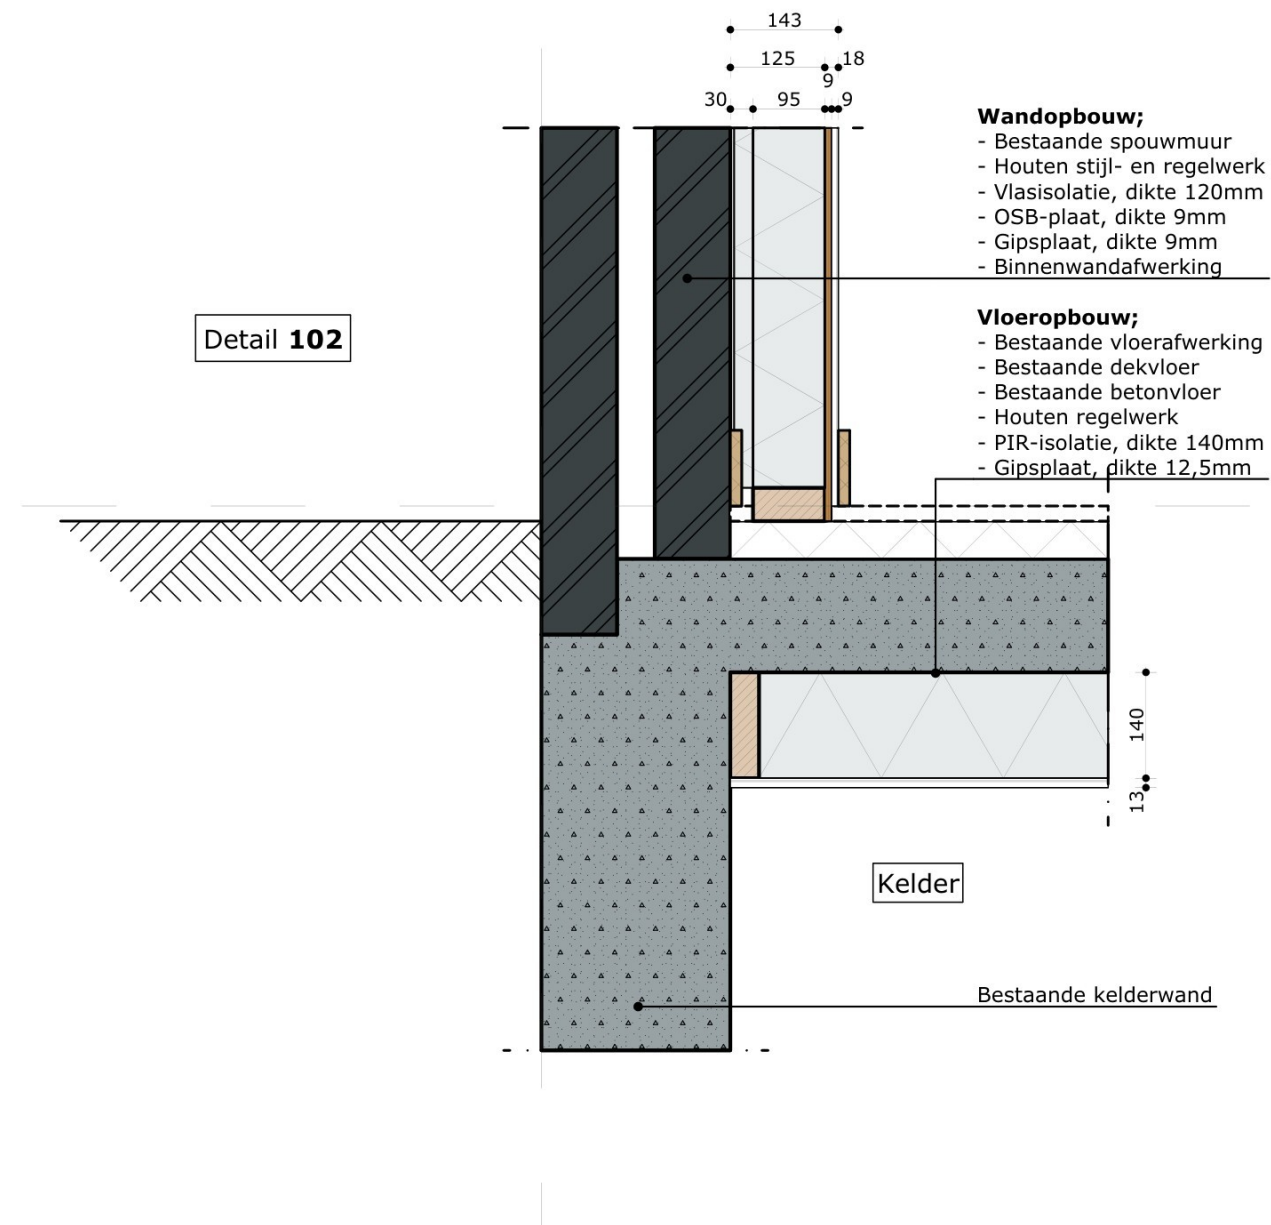 143
125
18
9
30
95
9
Wandopbouw;
- Bestaande spouwmuur
- Houten stijl- en regelwerk
- Vlasisolatie, dikte 120mm
- OSB-plaat, dikte 9mm
- Gipsplaat, dikte 9mm
- Binnenwandafwerking
Detail 102
Vloeropbouw;
- Bestaande vloerafwerking
- Bestaande dekvloer
- Bestaande betonvloer
- Houten regelwerk
- PIR-isolatie, dikte 140mm
- Gipsplaat, dikte 12,5mm
140
13
Kelder
Bestaande kelderwand